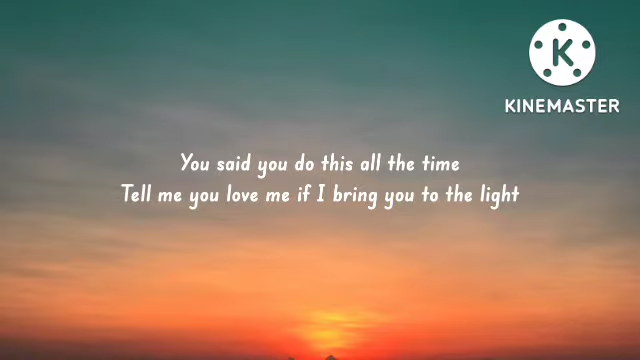 K
KINEMASTER
You said you do this all the time
Tell me you love me if I bring you to the light